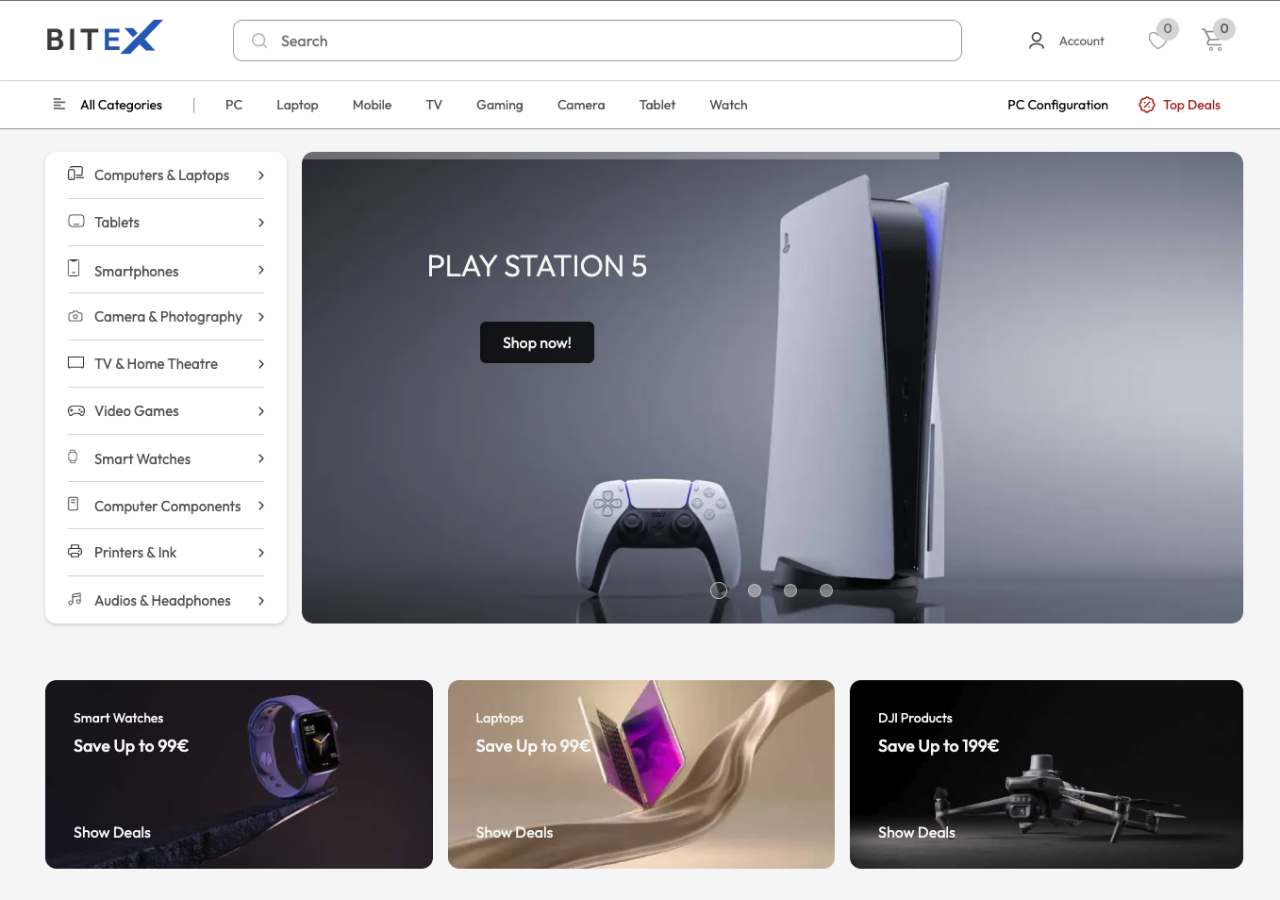 BITEX
Search
Account
0
0
All Categories
PC
Laptop
Mobile
TV
Gaming
Camera
Tablet
Watch
PC Configuration
Top Deals
Computers & Laptops
Tablets
Smartphones
Camera & Photography
TV & Home Theatre
Video Games
Smart Watches
Computer Components
Printers & Ink
Audios & Headphones
PLAY STATION 5
Shop now!
Smart Watches
Save Up to 99€
Show Deals
Laptops
Save Up to 99€
Show Deals
DJI Products
Save Up to 199€
Show Deals